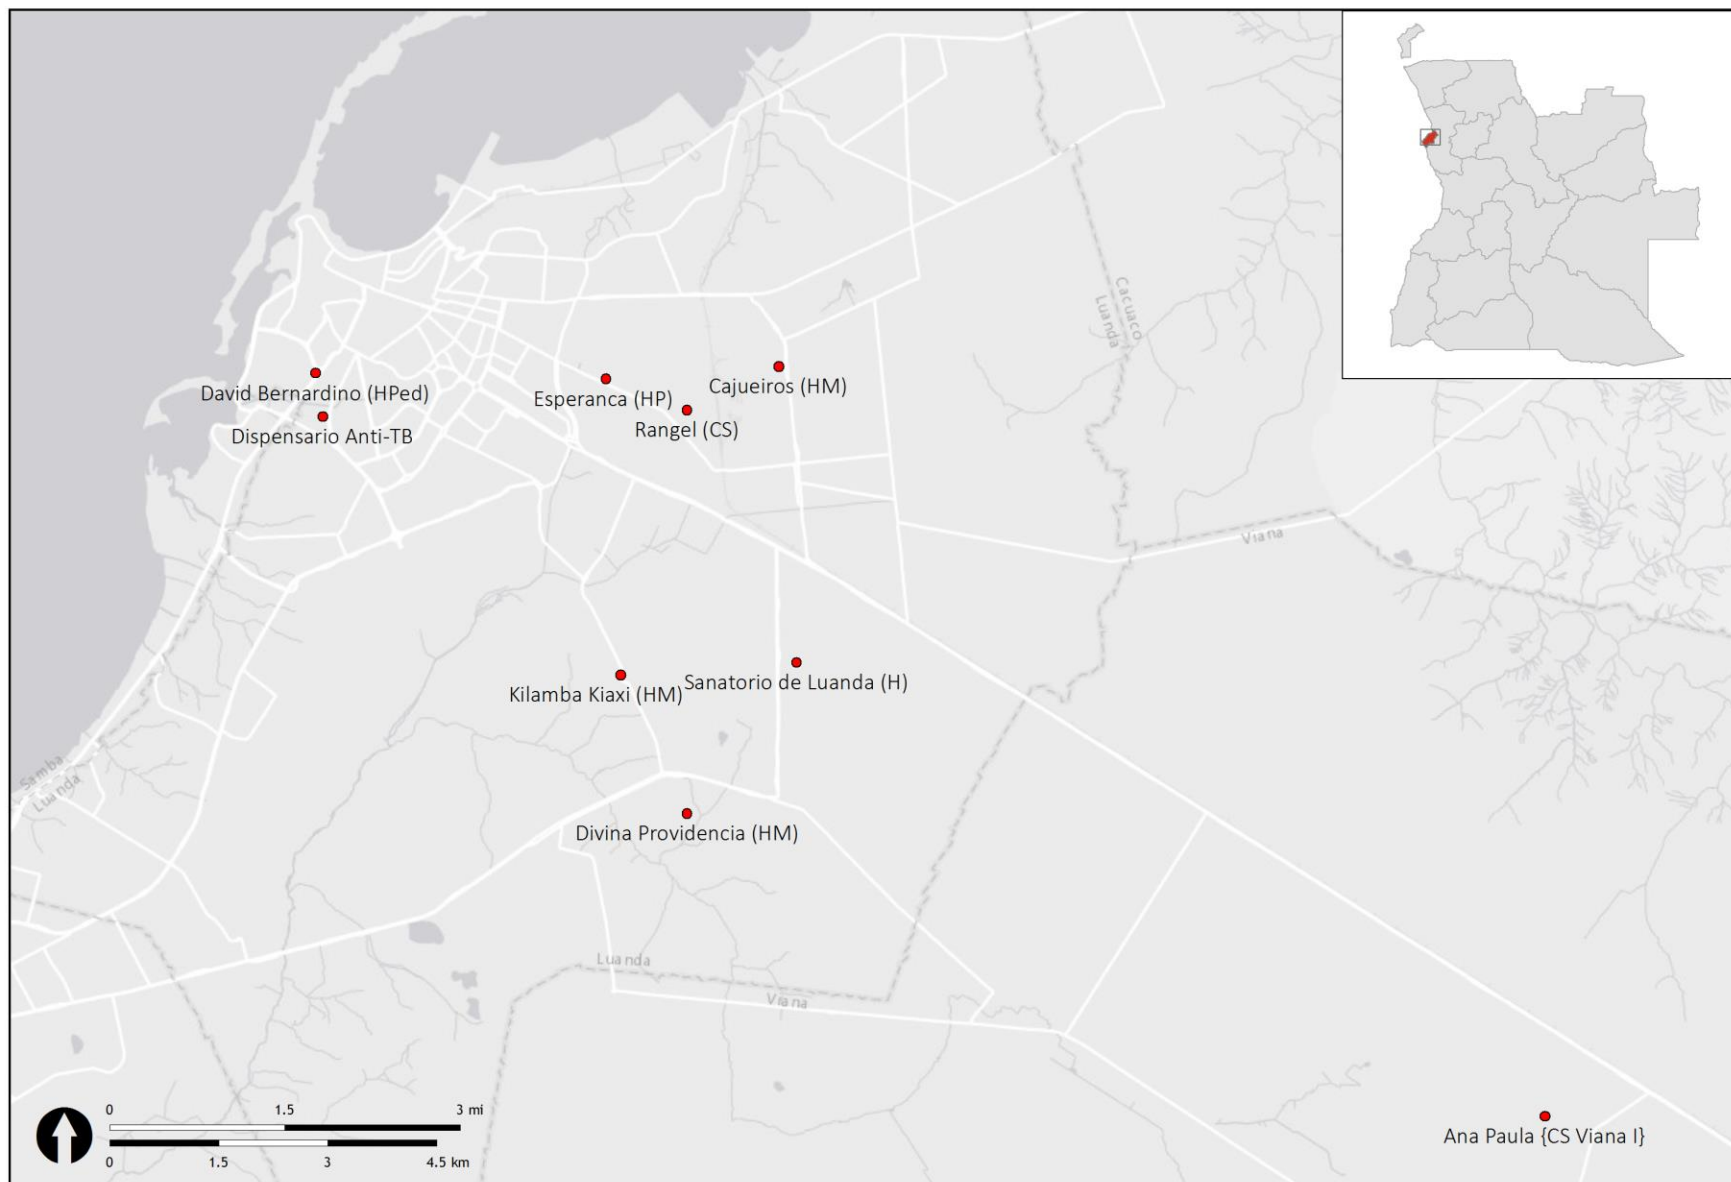 Cacuaco
Luanda
David Bernardino (HPed)
Dispensario Anti-TB
Esperanca (HP)
Cajueiros (HM)
Rangel (CS)
Viana
Kilamba Kiaxi (HM)
Sanatorio de Luanda (H)
Samba
Luanda
Divina Providencia (HM)
Luanda
Viana
0 1.5 3 mi
0 1.5 3 4.5 km
Ana Paula {CS Viana I}